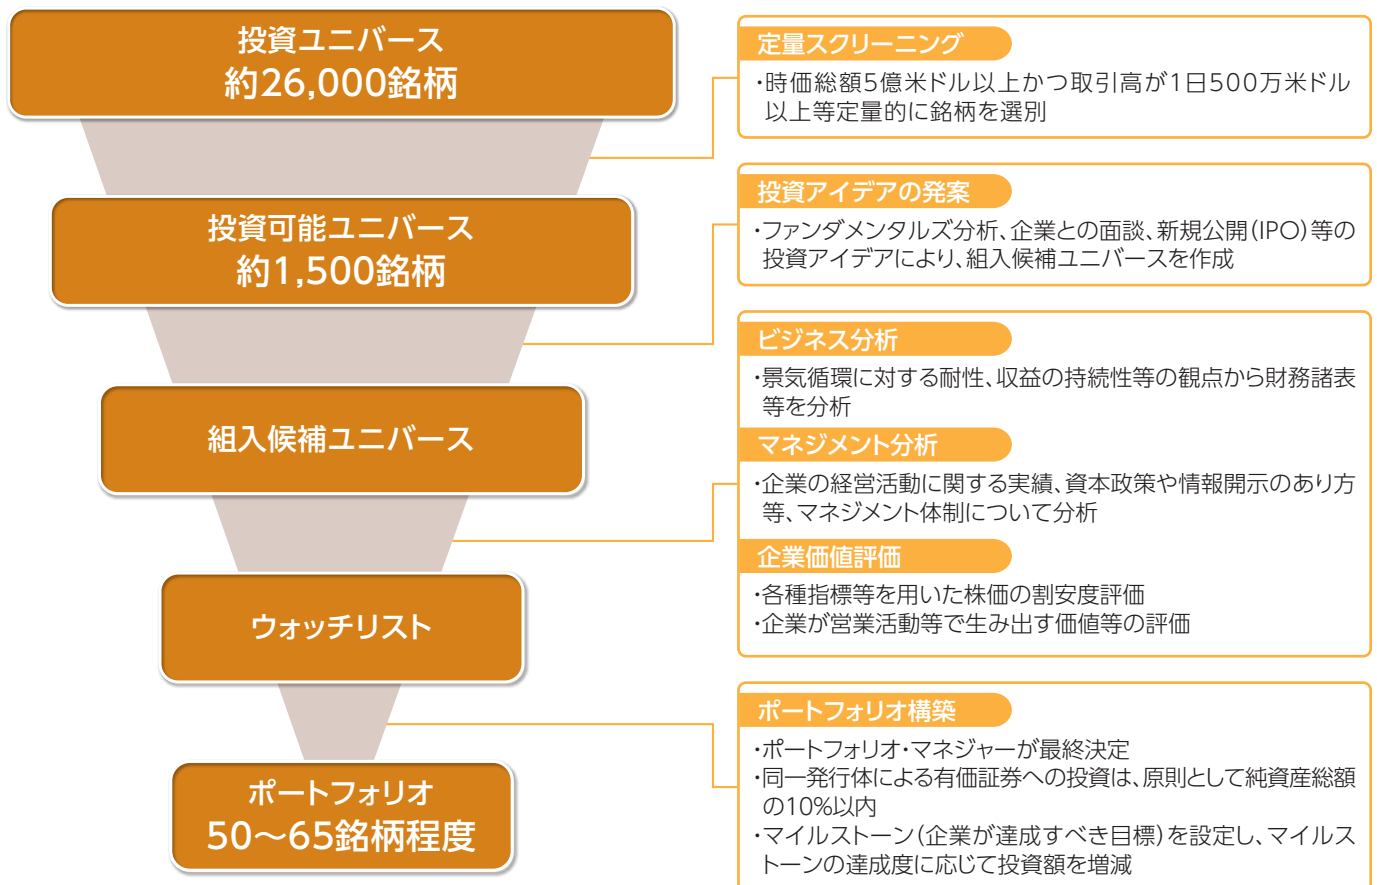 投資ユニバース
約26,000銘柄
定量スクリーニング
・時価総額5億米ドル以上かつ取引高が1日500万米ドル
以上等定量的に銘柄を選別
投資可能ユニバース
約1,500銘柄
投資アイデアの発案
・ファンダメンタルズ分析、企業との面談、新規公開(IPO)等の
投資アイデアにより、組入候補ユニバースを作成
組入候補ユニバース
ビジネス分析
・景気循環に対する耐性、収益の持続性等の観点から財務諸表
等を分析
マネジメント分析
・企業の経営活動に関する実績、資本政策や情報開示のあり方
等、マネジメント体制について分析
企業価値評価
・各種指標等を用いた株価の割安度評価
・企業が営業活動等で生み出す価値等の評価
ウォッチリスト
ポートフォリオ
50〜65銘柄程度
ポートフォリオ構築
・ポートフォリオ・マネジャーが最終決定
・同一発行体による有価証券への投資は、原則として純資産総額
の10%以内
・マイルストーン(企業が達成すべき目標)を設定し、マイルス
トーンの達成度に応じて投資額を増減